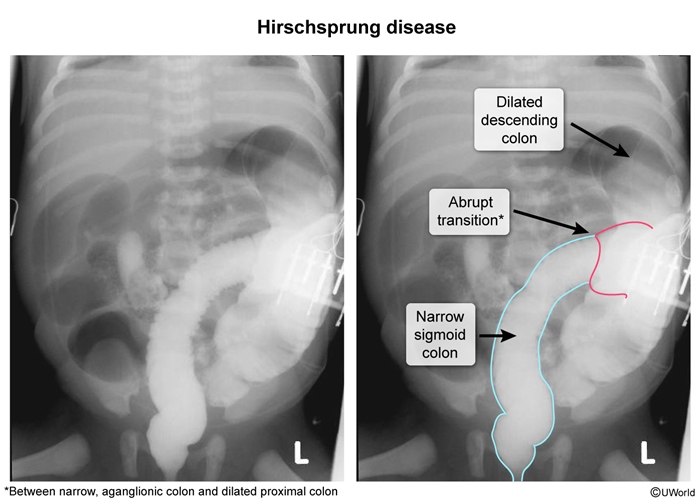 Hirschsprung disease
Dilated
descending
colon
Abrupt
transition*
Narrow
sigmoid
colon
L
L
*Between narrow, aganglionic colon and dilated proximal colon
©UWorld